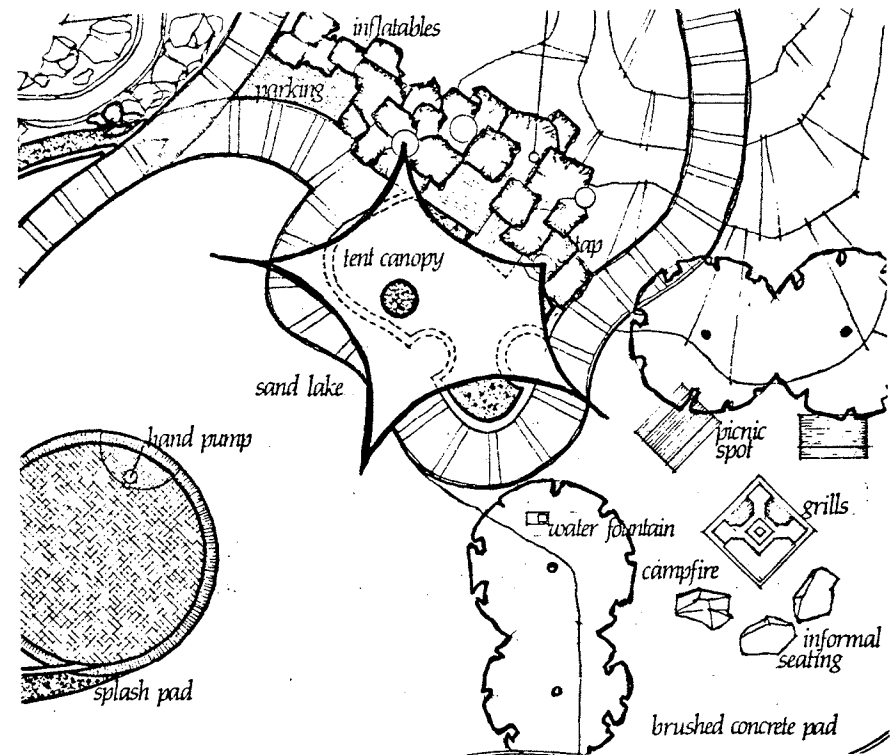 inflatables
parking
tap
tent canopy
sand lake
hand pump
picnic
spot
grills
water fountain
campfire
informal
seating
splash pad
brushed concrete pad